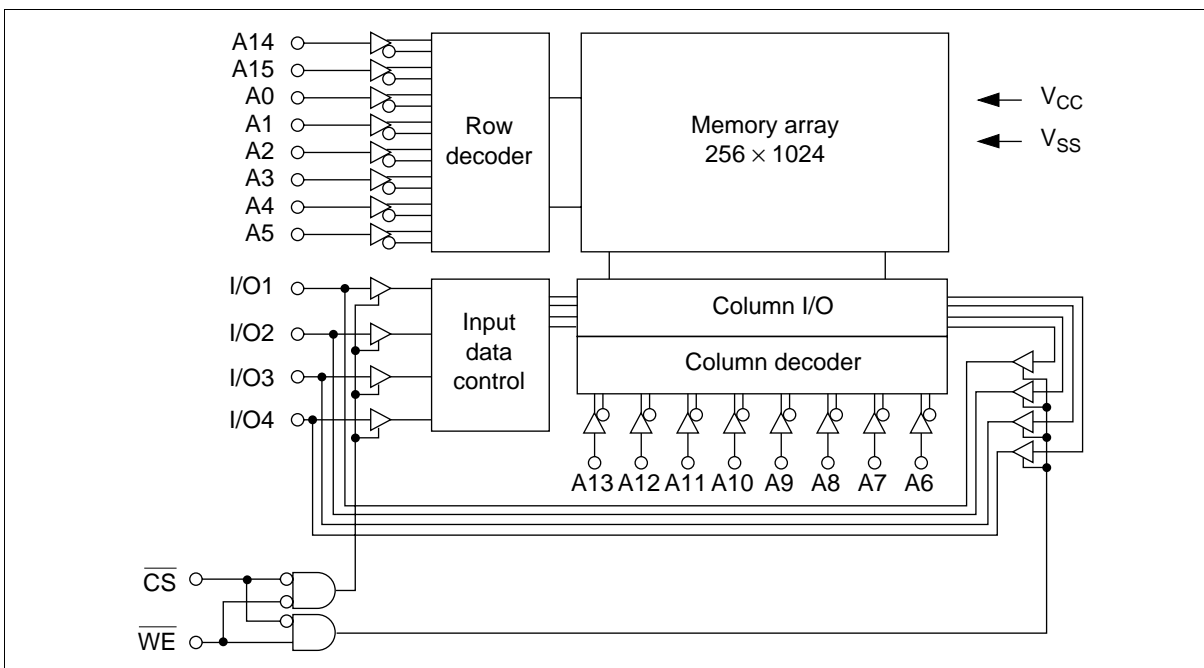 A14
A15
A0
A1
A2
A3
A4
A5
Row
decoder
Memory array
256 × 1024
VCC
VSS
I/O1
I/O2
I/O3
I/O4
Input
data
control
Column I/O
Column decoder
A13 A12 A11 A10 A9 A8 A7 A6
CS
WE